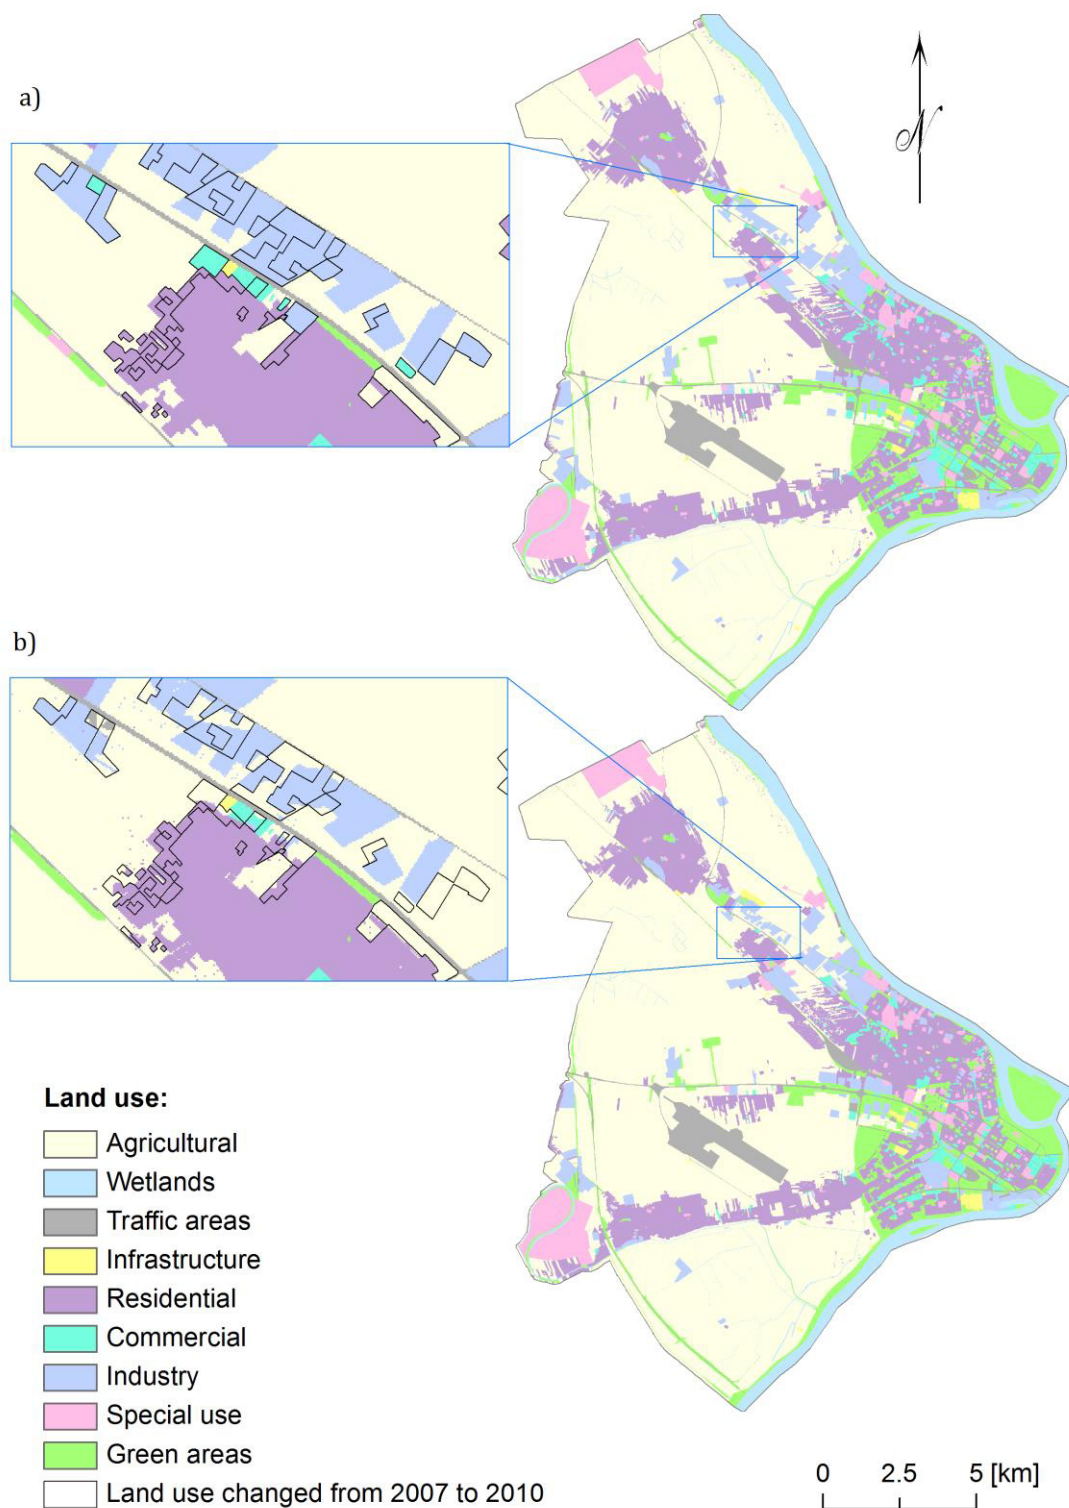 a)
N
b)
Land use:
Agricultural
Wetlands
Traffic areas
Infrastructure
Residential
Commercial
Industry
Special use
Green areas
Land use changed from 2007 to 2010
0 2.5 5 [km]